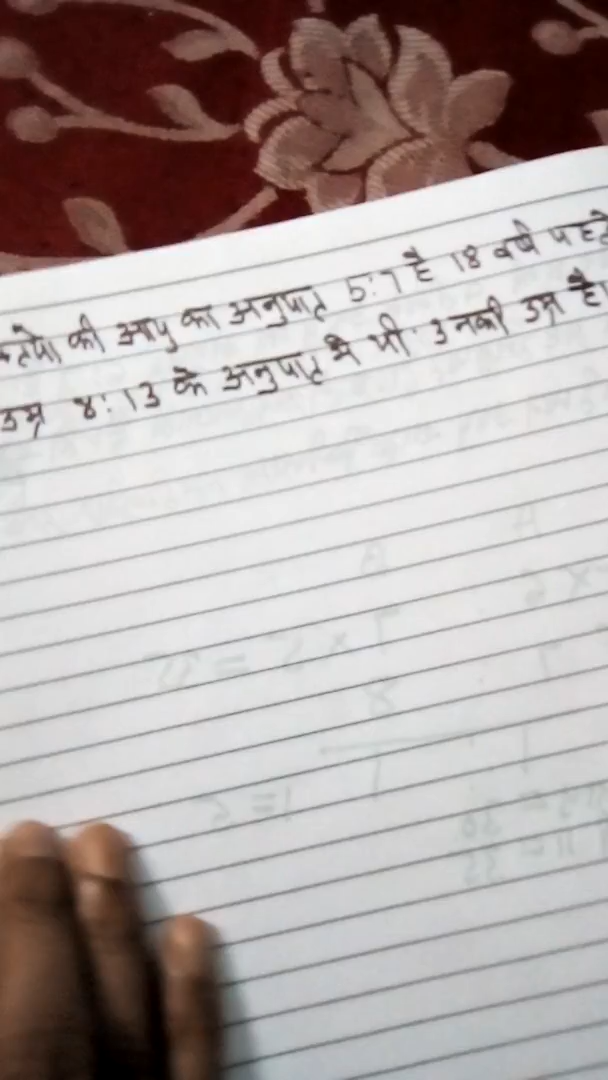 की आयु का अनुपात 5:7 है 18 वर्ष पहले
उम्र 8:13 के अनुपात मे थी उनकी उम्र है।